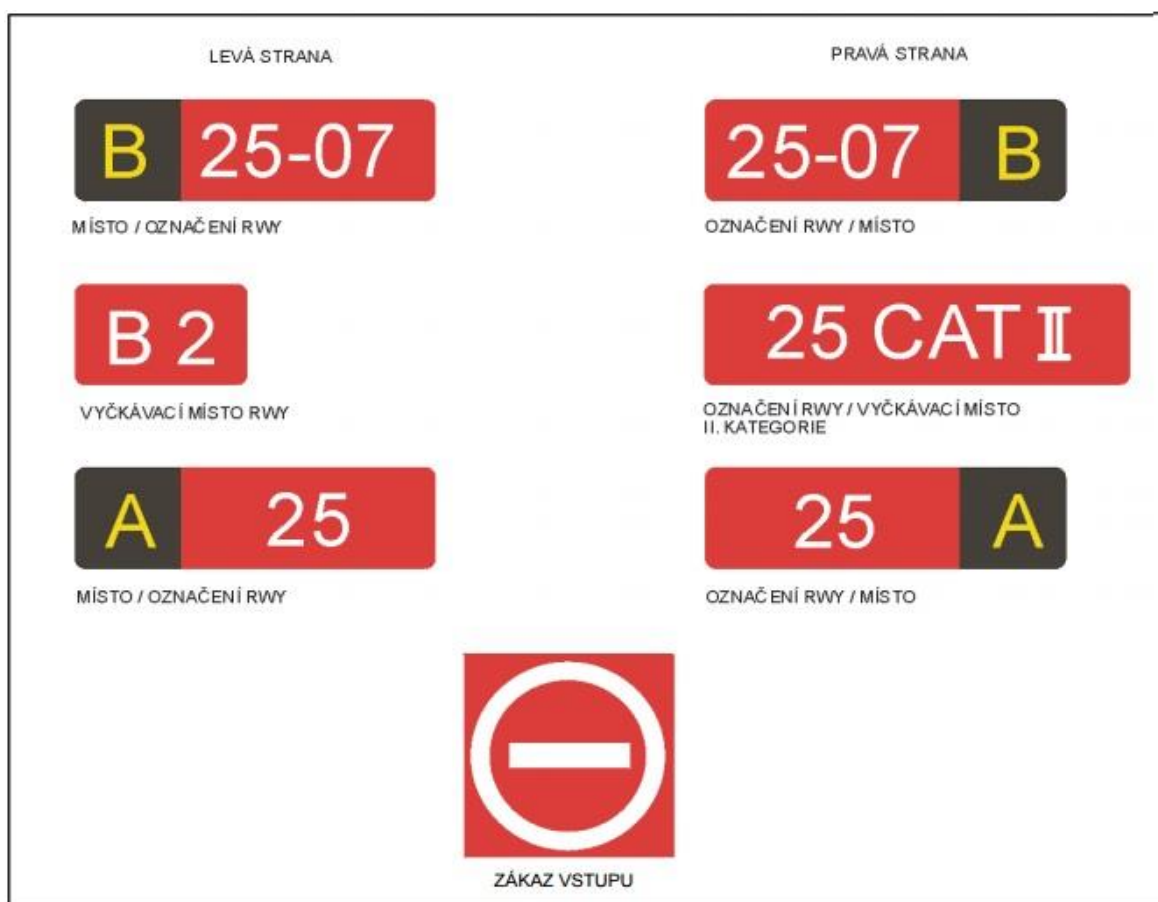 LEVÁ STRANA
PRAVÁ STRANA
B 25-07
25-07 B
MÍSTO / OZNAČENÍ RWY
OZNAČENÍ RWY / MÍSTO
B 2
25 CAT II
VYČKÁVACÍ MÍSTO RWY
OZNAČENÍ RWY / VYČKÁVACÍ MÍSTO
II. KATEGORIE
A 25
25 A
MÍSTO / OZNAČENÍ RWY
OZNAČENÍ RWY / MÍSTO
ZÁKAZ VSTUPU